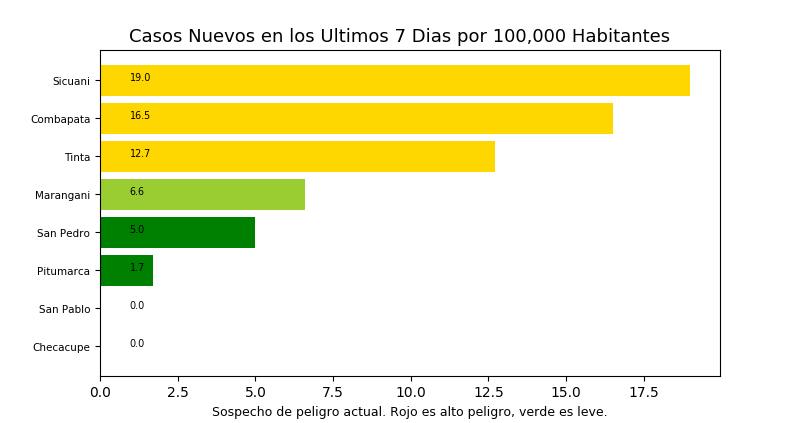 Casos Nuevos en los Ultimos 7 Dias por 100,000 Habitantes
Sicuani 19.0
Combapata 16.5
Tinta 12.7
Marangani 6.6
San Pedro 5.0
Pitumarca 1.7
San Pablo 0.0
Checacupe 0.0
0.0 2.5 5.0 7.5 10.0 12.5 15.0 17.5
Sospecho de peligro actual. Rojo es alto peligro, verde es leve.